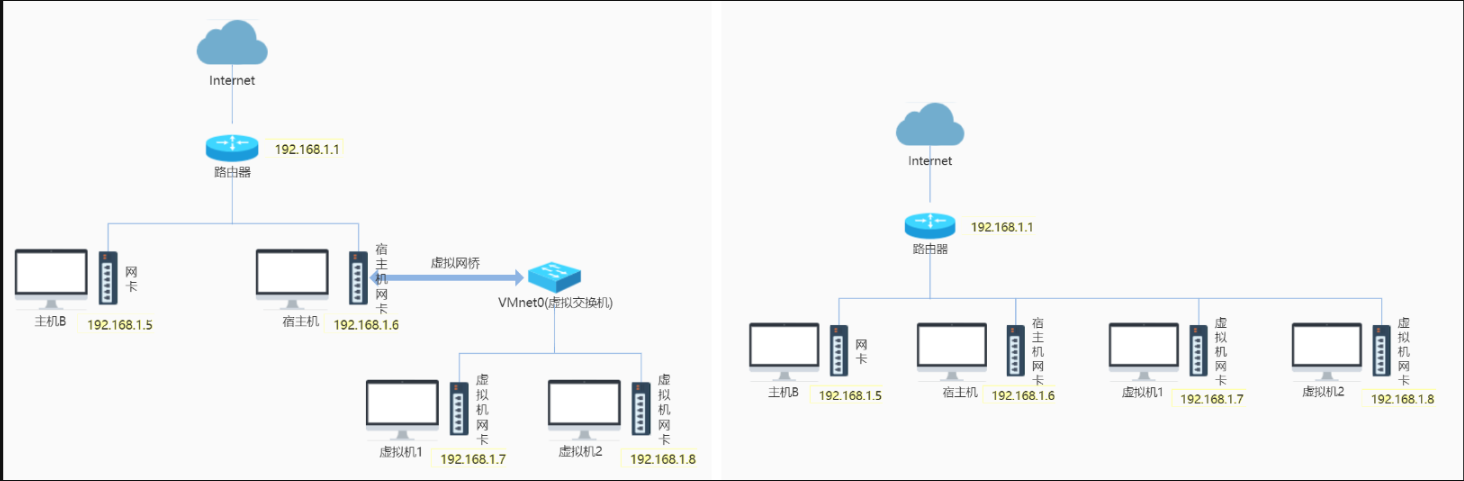 Internet
192.168.1.1
路由器
网卡
主机B
192.168.1.5
宿主机网卡
宿主机
192.168.1.6
虚拟网桥
VMnet0(虚拟交换机)
虚拟机网卡
虚拟机1
192.168.1.7
虚拟机网卡
虚拟机2
192.168.1.8
Internet
192.168.1.1
路由器
网卡
主机B
192.168.1.5
宿主机网卡
宿主机
192.168.1.6
虚拟机网卡
虚拟机1
192.168.1.7
虚拟机网卡
虚拟机2
192.168.1.8